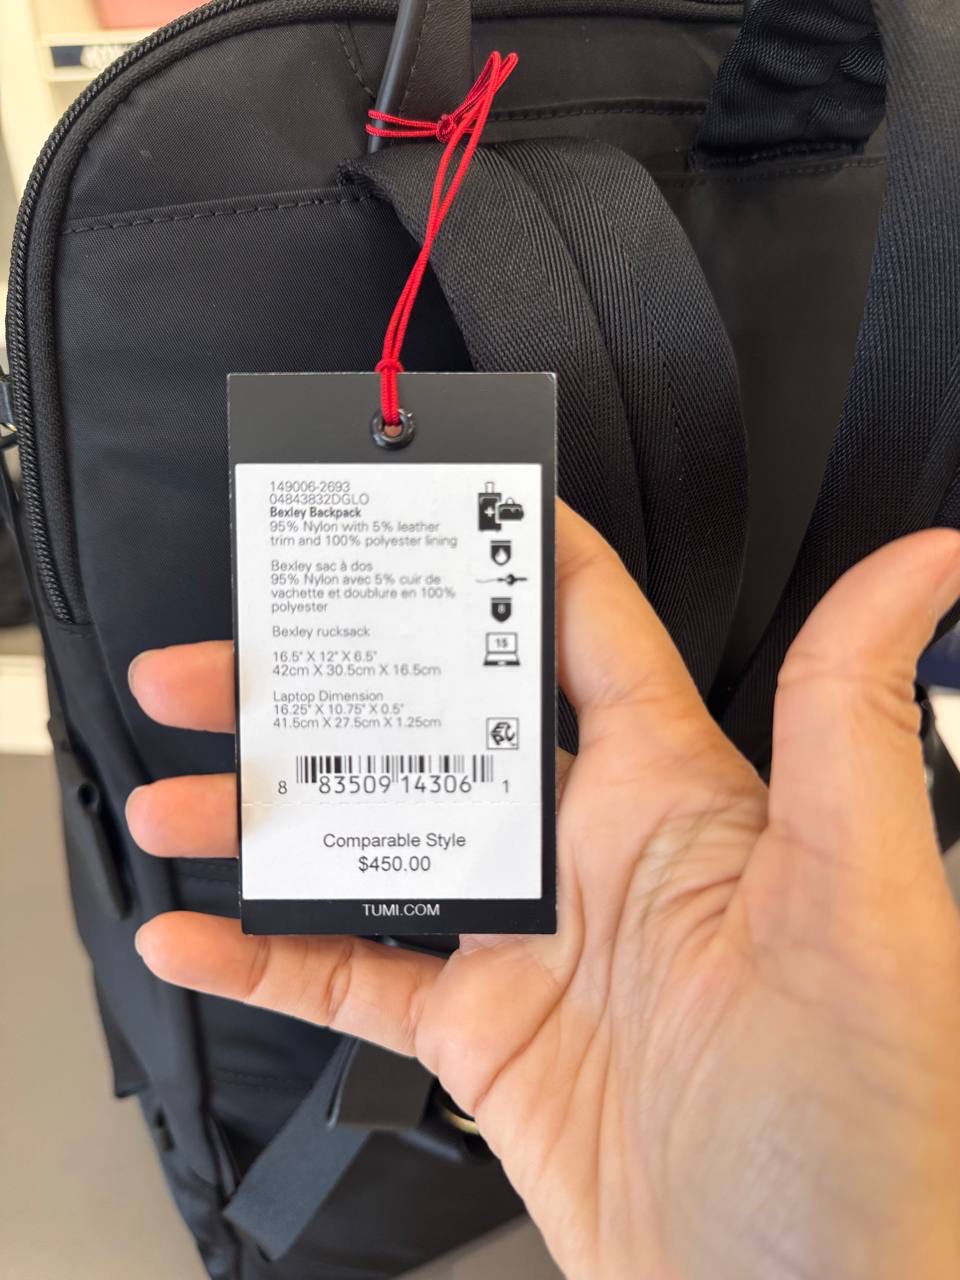 149006-2693
04843832DGLO
Bexley Backpack
95% Nylon with 5% leather
trim and 100% polyester lining
Bexley sac à dos
95% Nylon avec 5% cuir de
vachette et doublure en 100%
polyester
Bexley rucksack
16.5" X 12" X 6.5"
42cm X 30.5cm X 16.5cm
Laptop Dimension
16.25" X 10.75" X 0.5"
41.5cm X 27.5cm X 1.25cm
8
15
8 83509 14306 1
Comparable Style
$450.00
TUMI.COM